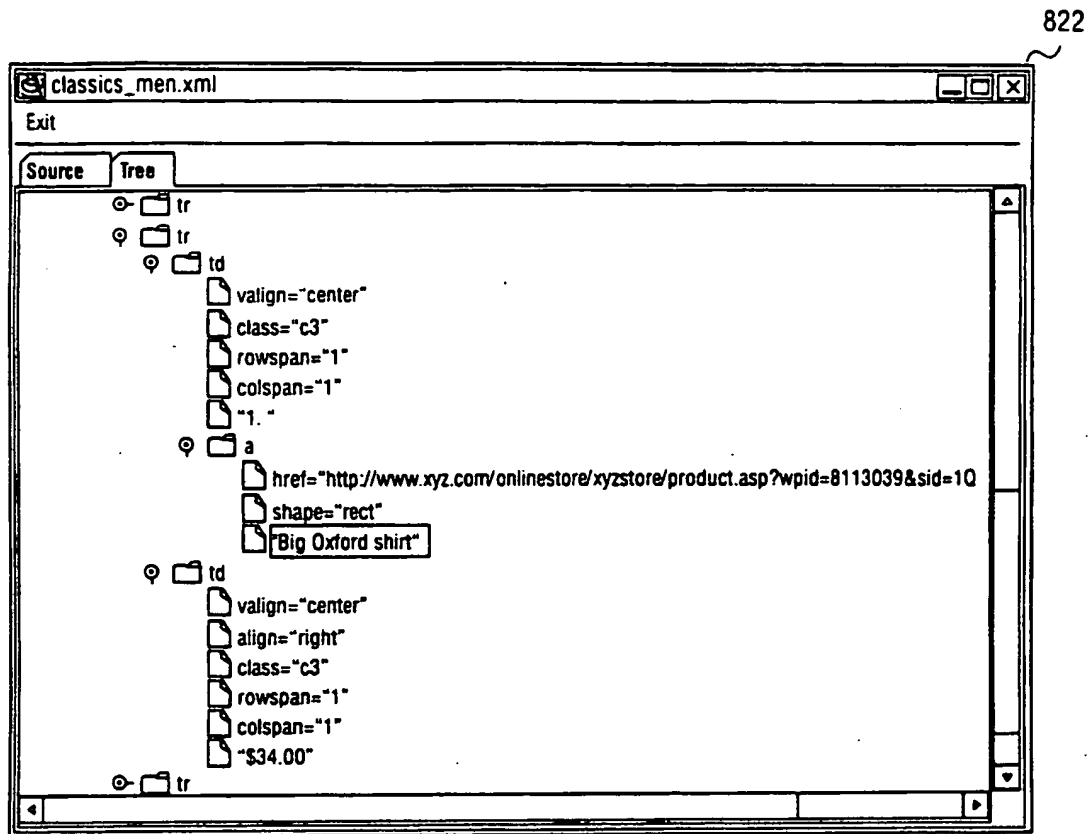 822
classics_men.xml
Exit
Source Tree
tr
tr
td
valign="center"
class="c3"
rowspan="1"
colspan="1"
"1. "
a
href="http://www.xyz.com/onlinestore/xyzstore/product.asp?wpid=8113039&sid=1Q
shape="rect"
"Big Oxford shirt"
td
valign="center"
align="right"
class="c3"
rowspan="1"
colspan="1"
"$34.00"
tr